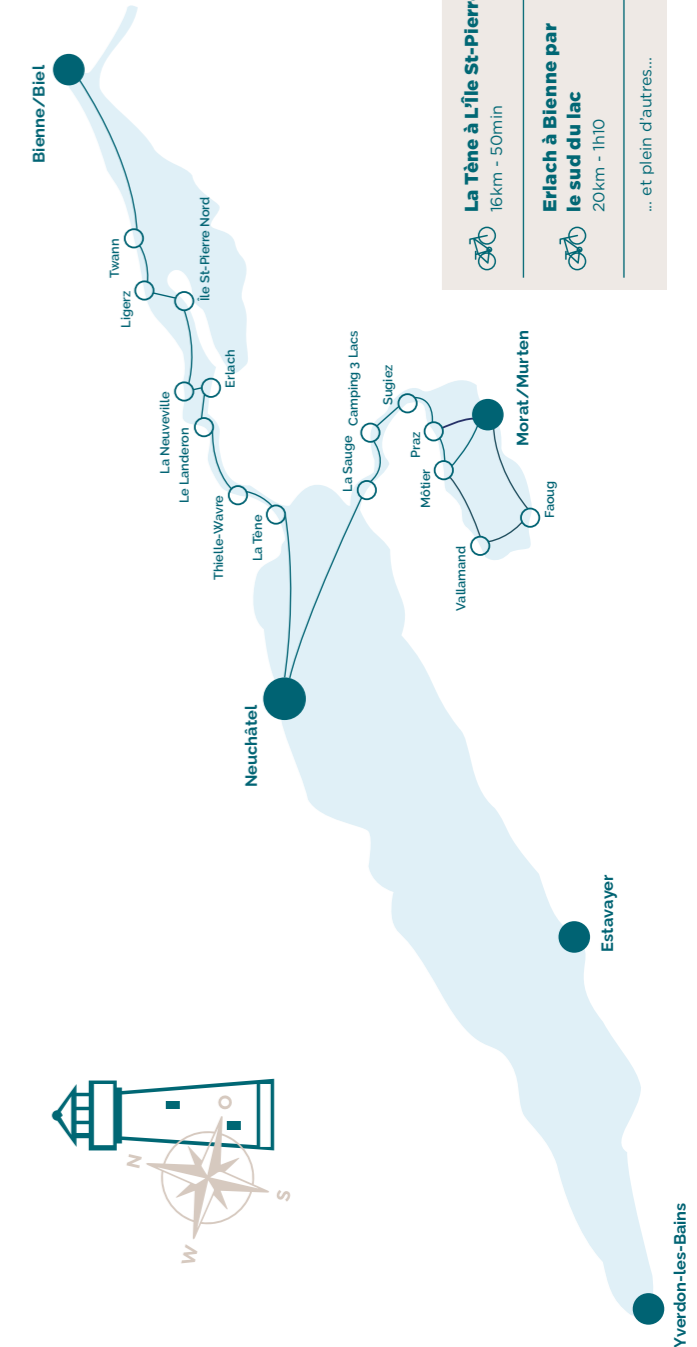 Bienne/Biel
Twann
Ligerz
Île St-Pierre Nord
La Neuveville
Erlach
Le Landeron
Thielle-Wavre
La Tène
Neuchâtel
La Sauge
Camping 3 Lacs
Sugiez
Praz
Môtier
Morat/Murten
Vallamand
Faoug
Estavayer
Yverdon-les-Bains
N
O
S
W
La Tène à L’Île St-Pierr
16km - 50min
Erlach à Bienne par
le sud du lac
20km - 1h10
... et plein d’autres...